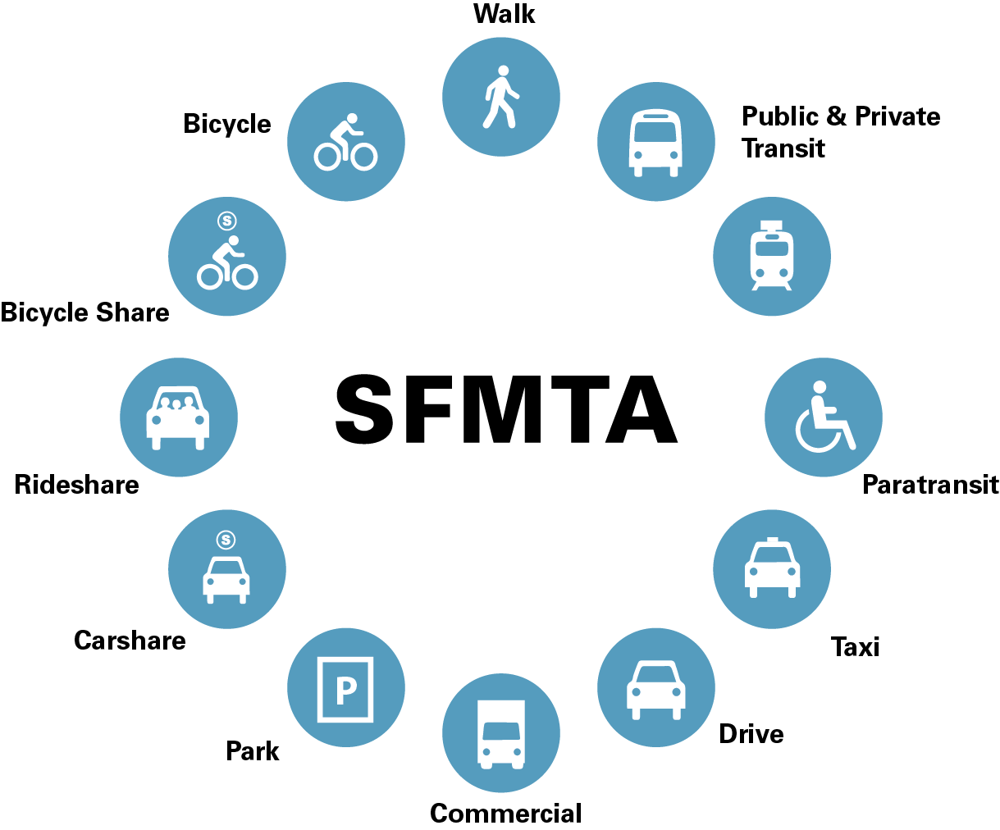 Walk
Bicycle
Public & Private
Transit
S
Bicycle Share
SFMTA
Rideshare
Paratransit
S
Carshare
Taxi
P
Park
Drive
Commercial